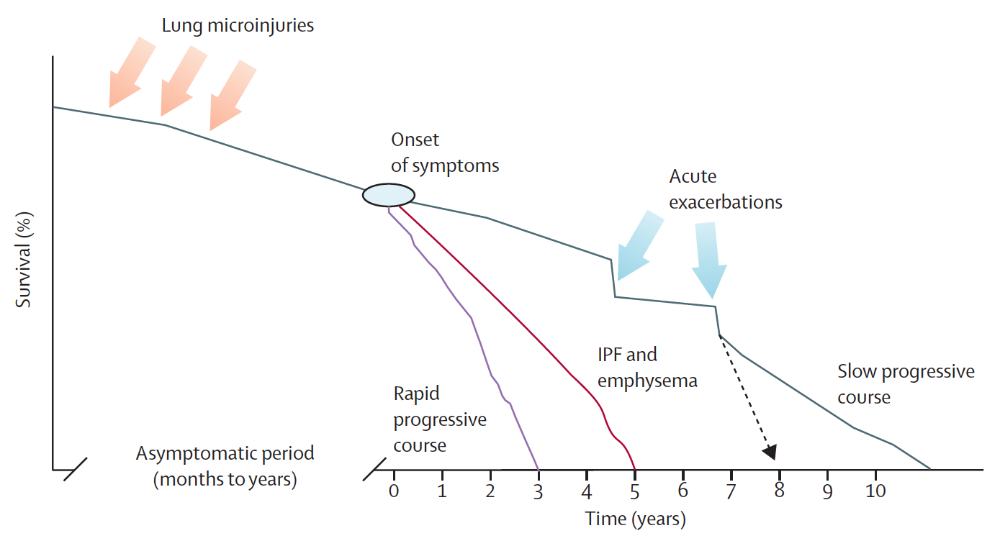 Lung microinjuries
Onset
of symptoms
Acute
exacerbations
Survival (%)
IPF and
emphysema
Slow progressive
course
Rapid
progressive
course
Asymptomatic period
(months to years)
0 1 2 3 4 5 6 7 8 9 10
Time (years)